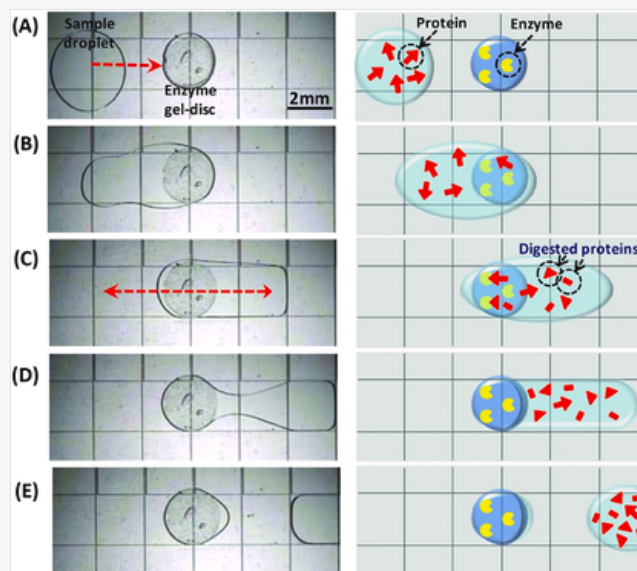 (A)
Sample
droplet
Enzyme
gel-disc
2mm
Protein
Enzyme
(B)
(C)
Digested proteins
(D)
(E)